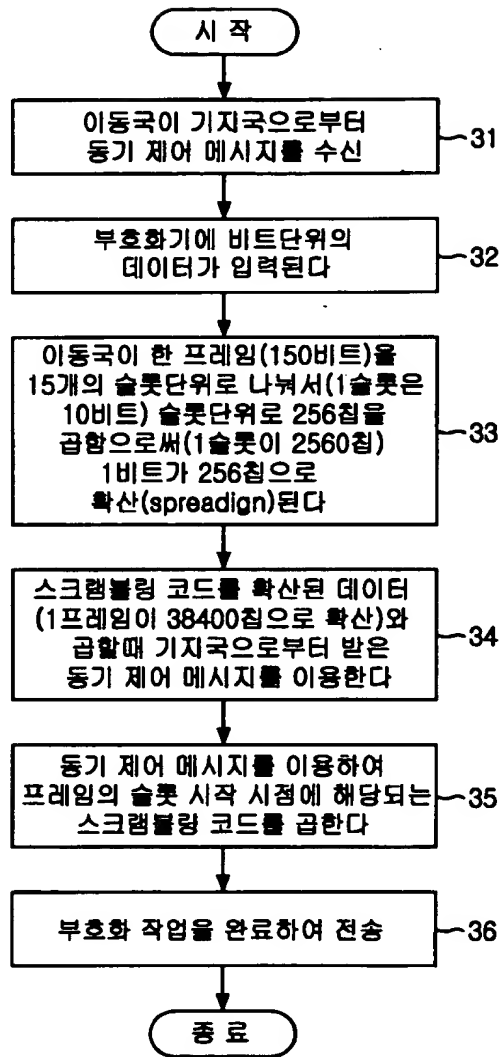 시 작
이동국이 기지국으로부터
동기 제어 메시지를 수신
31
부호화기에 비트단위의
데이터가 입력된다
32
이동국이 한 프레임(150비트)을
15개의 슬롯단위로 나눠서(1슬롯은
10비트) 슬롯단위로 256칩을
곱함으로써(1슬롯이 2560칩)
1비트가 256칩으로
확산(spreadign)된다
33
스크램블링 코드를 확산된 데이터
(1프레임이 38400칩으로 확산)와
곱할때 기지국으로부터 받은
동기 제어 메시지를 이용한다
34
동기 제어 메시지를 이용하여
프레임의 슬롯 시작 시점에 해당되는
스크램블링 코드를 곱한다
35
부호화 작업을 완료하여 전송
36
종 료